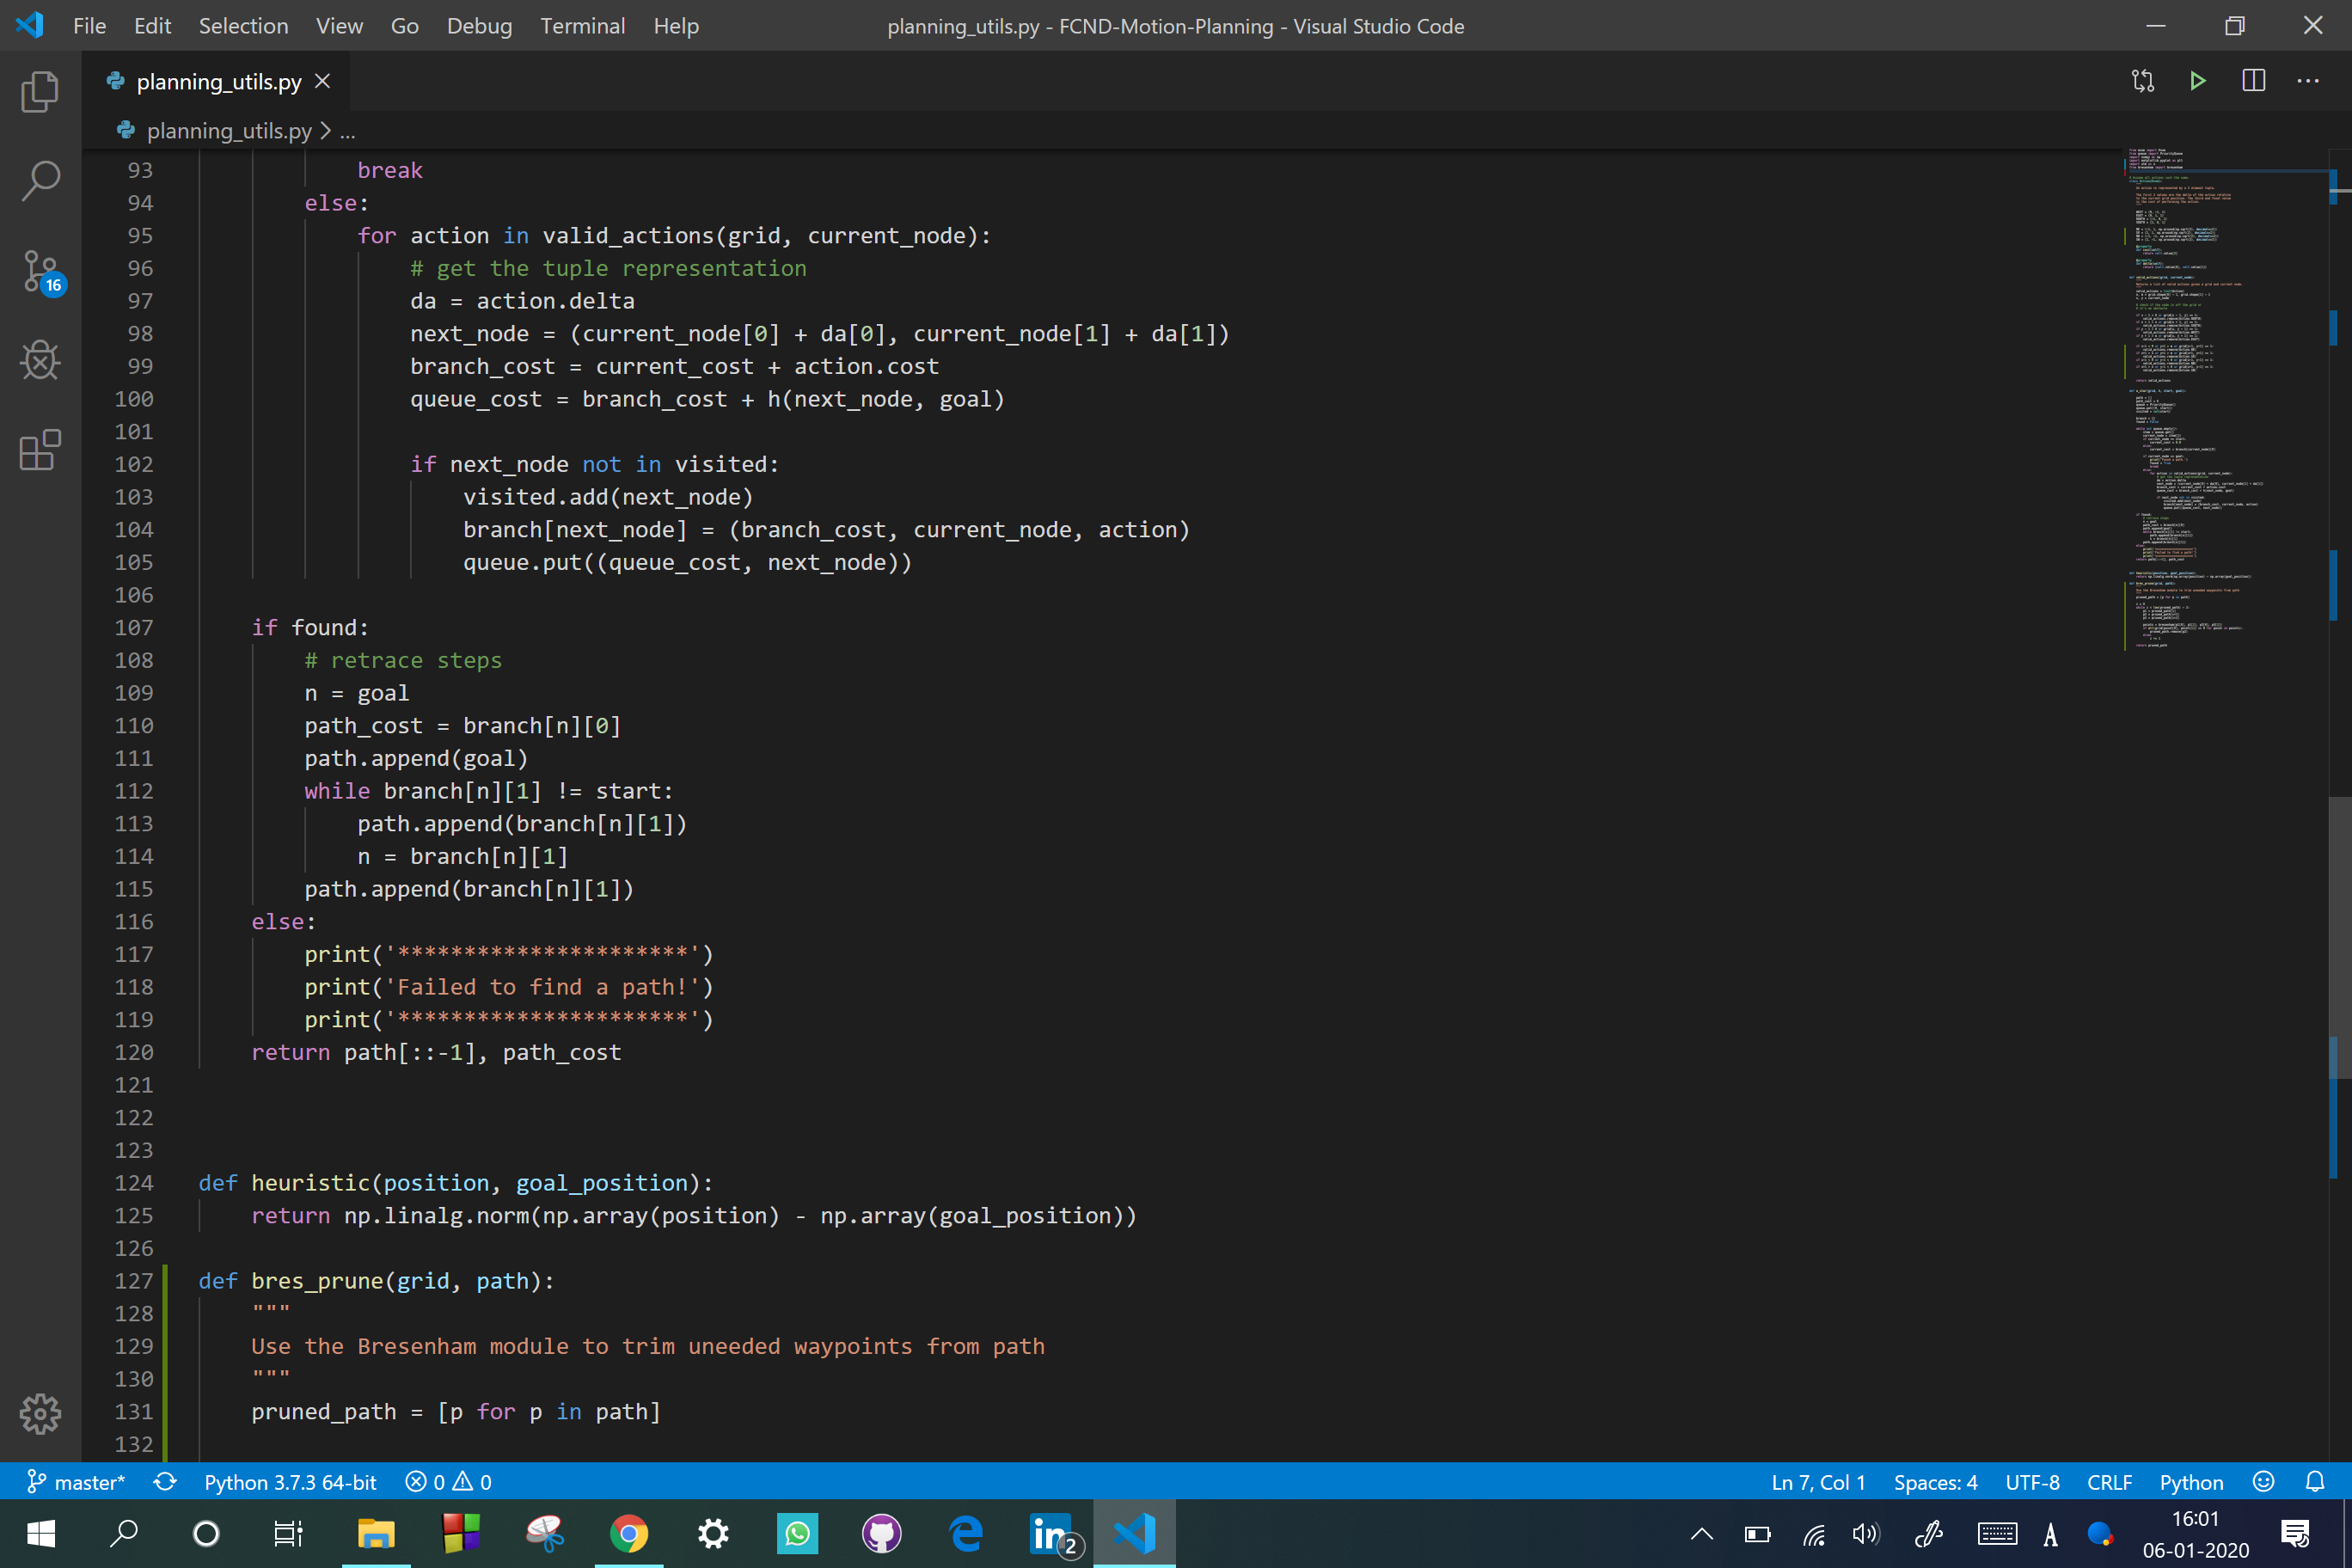 File Edit Selection View Go Debug Terminal Help planning_utils.py - FCND-Motion-Planning - Visual Studio Code
planning_utils.py
planning_utils.py > ...
93 break
94 else:
95 for action in valid_actions(grid, current_node):
96 # get the tuple representation
97 da = action.delta
98 next_node = (current_node[0] + da[0], current_node[1] + da[1])
99 branch_cost = current_cost + action.cost
100 queue_cost = branch_cost + h(next_node, goal)
101
102 if next_node not in visited:
103 visited.add(next_node)
104 branch[next_node] = (branch_cost, current_node, action)
105 queue.put((queue_cost, next_node))
106
107 if found:
108 # retrace steps
109 n = goal
110 path_cost = branch[n][0]
111 path.append(goal)
112 while branch[n][1] != start:
113 path.append(branch[n][1])
114 n = branch[n][1]
115 path.append(branch[n][1])
116 else:
117 print('**********************')
118 print('Failed to find a path!')
119 print('**********************')
120 return path[::-1], path_cost
121
122
123
124 def heuristic(position, goal_position):
125 return np.linalg.norm(np.array(position) - np.array(goal_position))
126
127 def bres_prune(grid, path):
128 """
129 Use the Bresenham module to trim uneeded waypoints from path
130 """
131 pruned_path = [p for p in path]
132
16
master* Python 3.7.3 64-bit 0 0 Ln 7, Col 1 Spaces: 4 UTF-8 CRLF Python
in 2 A 16:01
06-01-2020